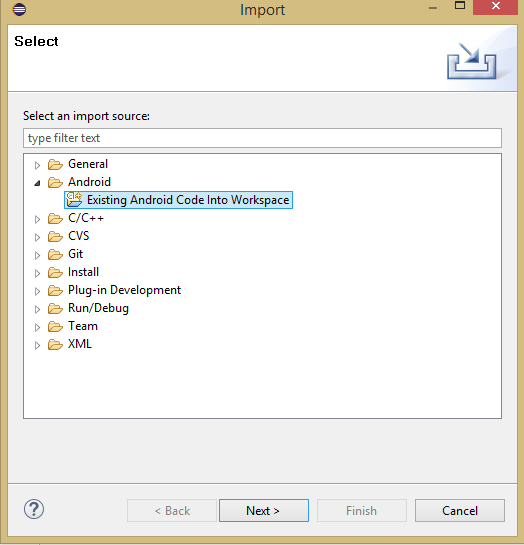 Import
Select
Select an import source:
type filter text
General
Android
Existing Android Code Into Workspace
C/C++
CVS
Git
Install
Plug-in Development
Run/Debug
Team
XML
?
< Back
Next >
Finish
Cancel